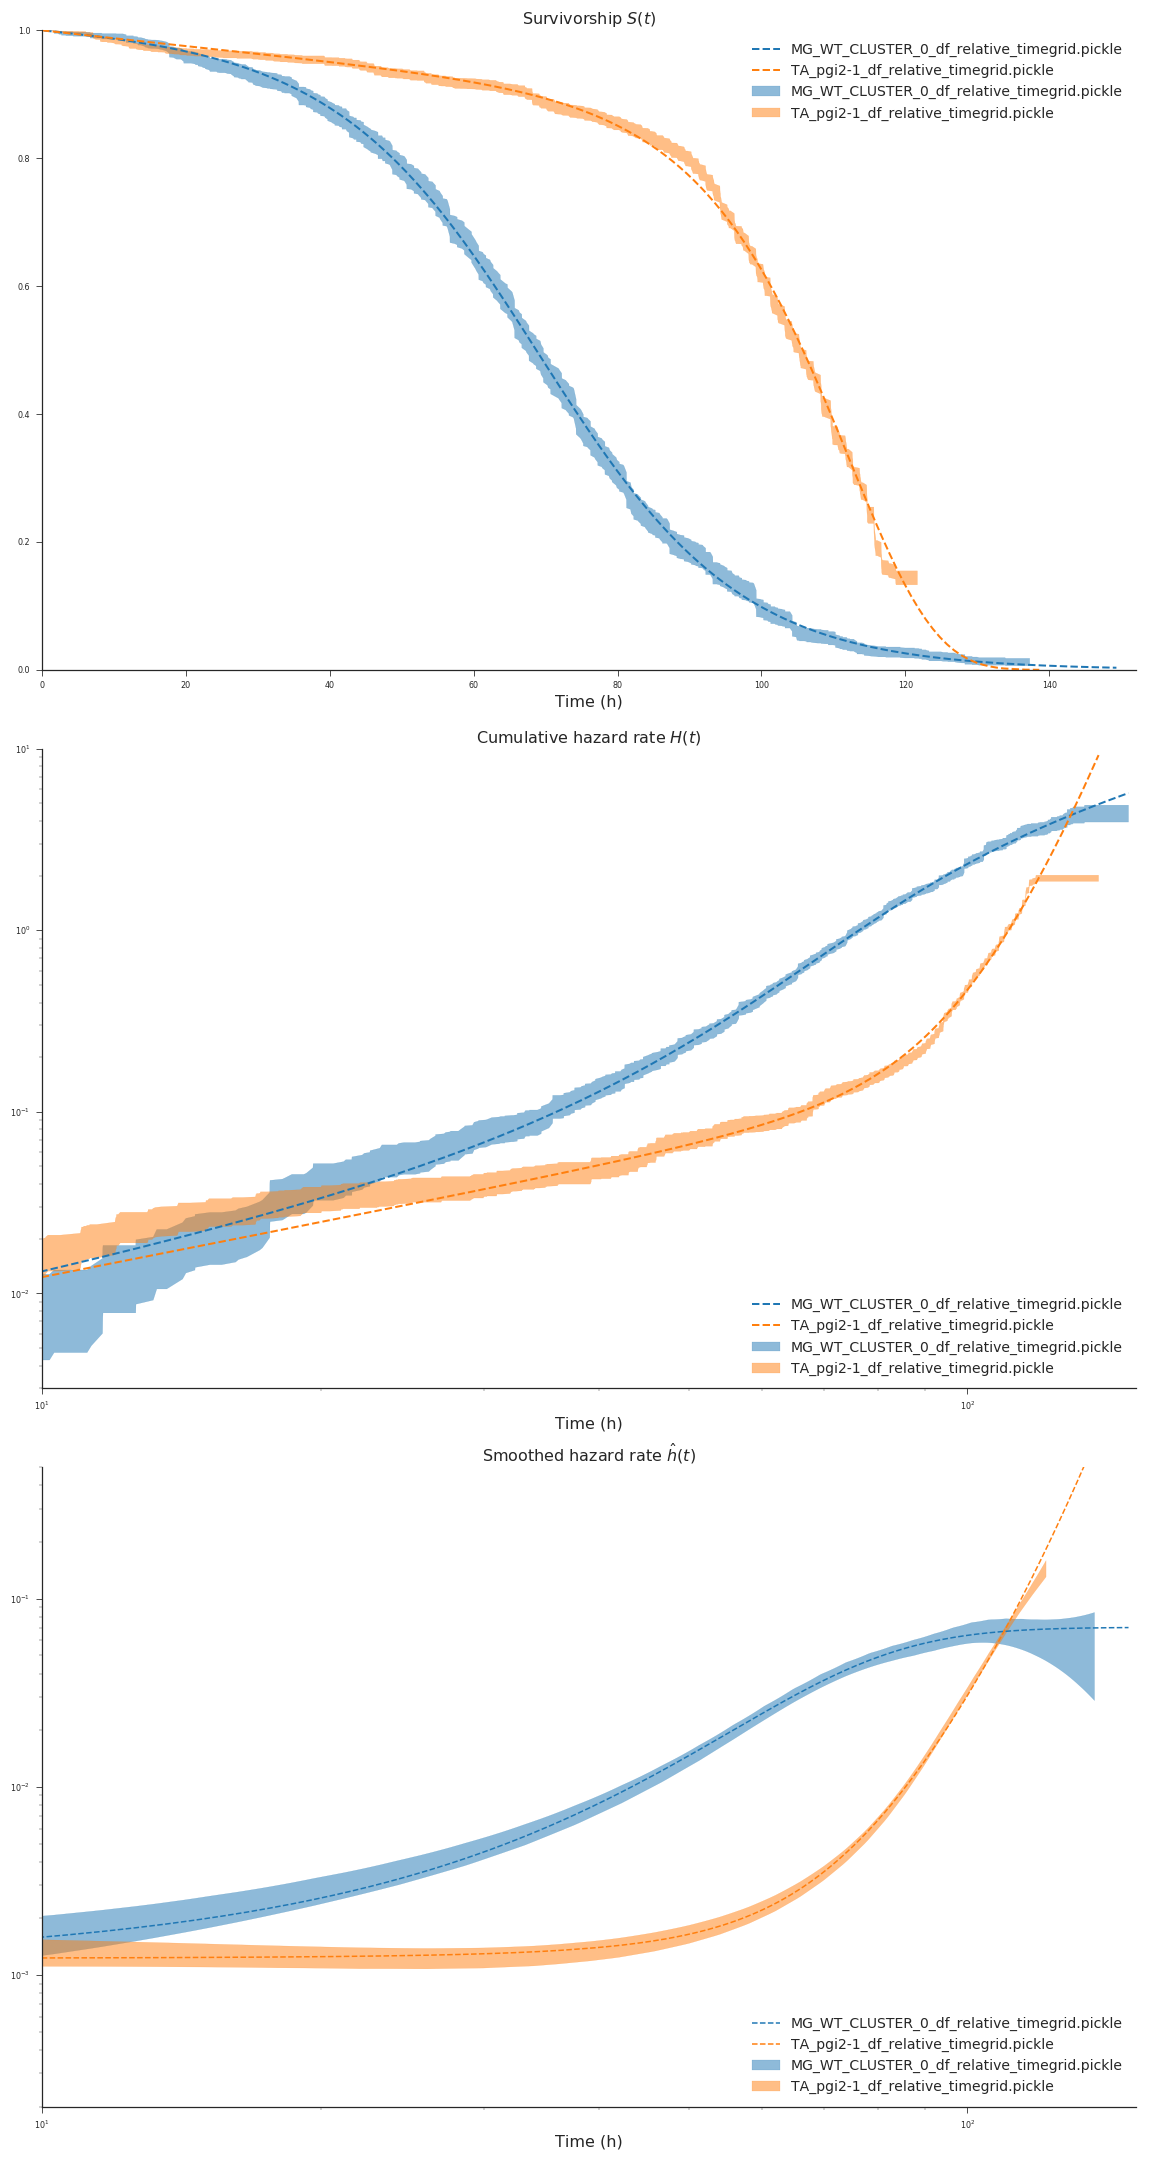 Survivorship S(t)
1.0
0.8
0.6
0.4
0.2
0.0
MG_WT_CLUSTER_0_df_relative_timegrid.pickle
TA_pgi2-1_df_relative_timegrid.pickle
MG_WT_CLUSTER_0_df_relative_timegrid.pickle
TA_pgi2-1_df_relative_timegrid.pickle
0 20 40 60 80 100 120 140
Time (h)
Cumulative hazard rate H(t)
10¹
10⁰
10⁻¹
10⁻²
MG_WT_CLUSTER_0_df_relative_timegrid.pickle
TA_pgi2-1_df_relative_timegrid.pickle
MG_WT_CLUSTER_0_df_relative_timegrid.pickle
TA_pgi2-1_df_relative_timegrid.pickle
10¹ 10²
Time (h)
Smoothed hazard rate ĥ(t)
10⁻¹
10⁻²
10⁻³
MG_WT_CLUSTER_0_df_relative_timegrid.pickle
TA_pgi2-1_df_relative_timegrid.pickle
MG_WT_CLUSTER_0_df_relative_timegrid.pickle
TA_pgi2-1_df_relative_timegrid.pickle
10¹ 10²
Time (h)